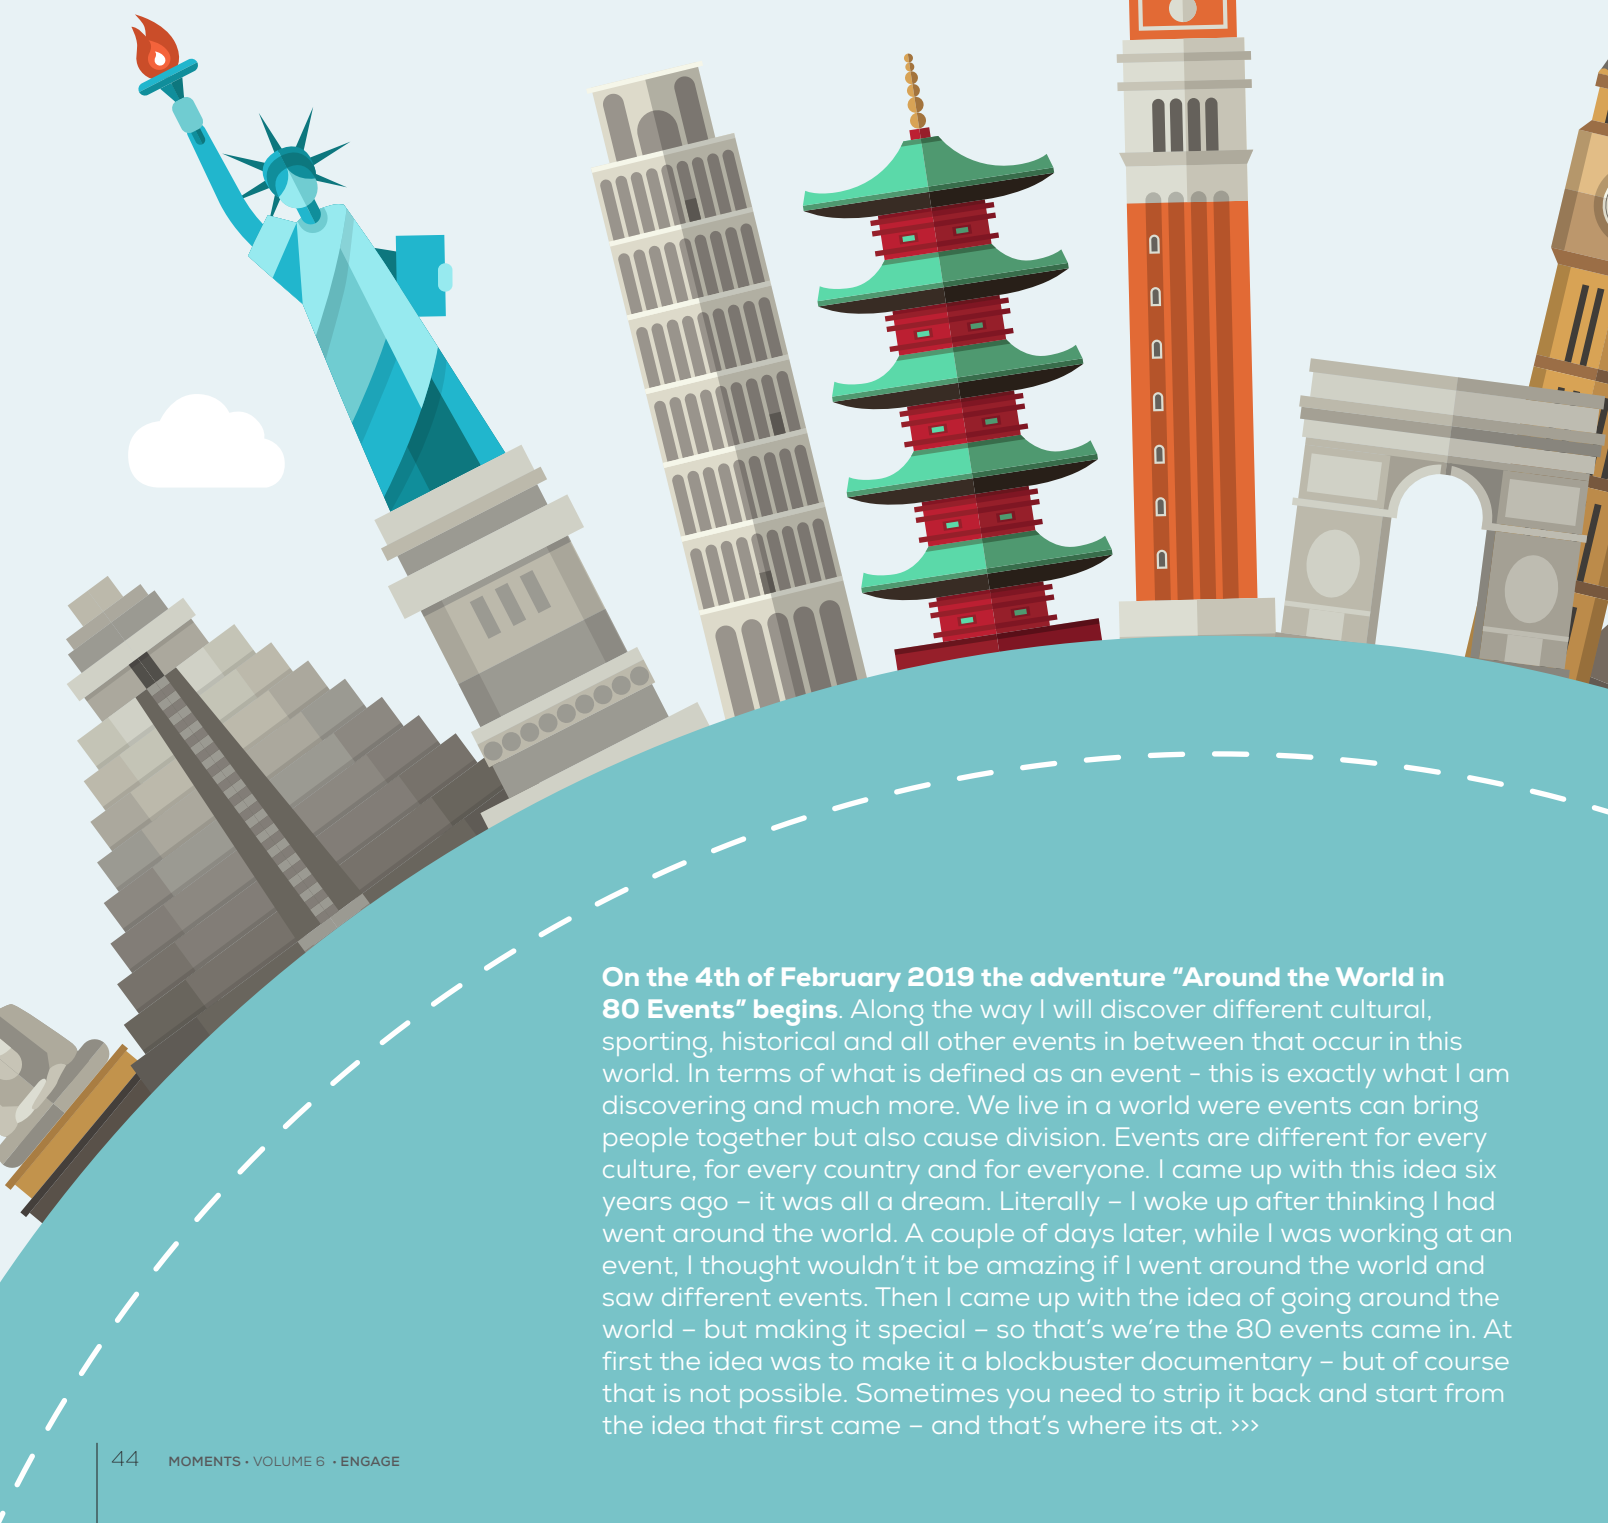 On the 4th of February 2019 the adventure “Around the World in
80 Events” begins. Along the way I will discover different cultural,
sporting, historical and all other events in between that occur in this
world. In terms of what is defined as an event - this is exactly what I am
discovering and much more. We live in a world were events can bring
people together but also cause division. Events are different for every
culture, for every country and for everyone. I came up with this idea six
years ago – it was all a dream. Literally – I woke up after thinking I had
went around the world. A couple of days later, while I was working at an
event, I thought wouldn’t it be amazing if I went around the world and
saw different events. Then I came up with the idea of going around the
world – but making it special – so that’s we’re the 80 events came in. At
first the idea was to make it a blockbuster documentary – but of course
that is not possible. Sometimes you need to strip it back and start from
the idea that first came – and that’s where its at. >>>
44 MOMENTS • VOLUME 6 • ENGAGE